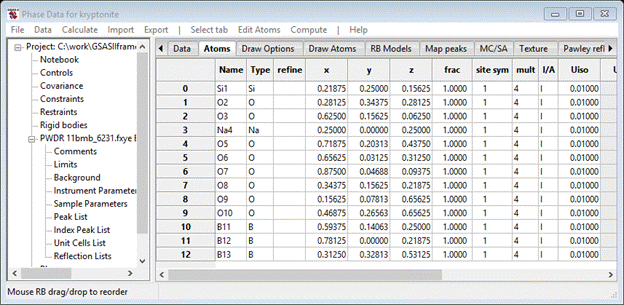 Phase Data for kryptonite
File Data Calculate Import Export | Select tab Edit Atoms Compute | Help
Project: C:\work\GSASIIframe
Notebook
Controls
Covariance
Constraints
Restraints
Rigid bodies
PWDR 11bmb_6231.fxye B
Comments
Limits
Background
Instrument Parameters
Sample Parameters
Peak List
Index Peak List
Unit Cells List
Reflection Lists
Data Atoms Draw Options Draw Atoms RB Models Map peaks MC/SA Texture Pawley refl
Name Type refine x y z frac site sym mult I/A Uiso U
0 Si1 Si 0.21875 0.25000 0.15625 1.0000 1 4 I 0.01000
1 O2 O 0.28125 0.34375 0.28125 1.0000 1 4 I 0.01000
2 O3 O 0.62500 0.15625 0.06250 1.0000 1 4 I 0.01000
3 Na4 Na 0.25000 0.00000 0.25000 1.0000 1 4 I 0.01000
4 O5 O 0.71875 0.20313 0.43750 1.0000 1 4 I 0.01000
5 O6 O 0.65625 0.03125 0.31250 1.0000 1 4 I 0.01000
6 O7 O 0.87500 0.04688 0.09375 1.0000 1 4 I 0.01000
7 O8 O 0.34375 0.15625 0.21875 1.0000 1 4 I 0.01000
8 O9 O 0.15625 0.07813 0.65625 1.0000 1 4 I 0.01000
9 O10 O 0.46875 0.26563 0.65625 1.0000 1 4 I 0.01000
10 B11 B 0.59375 0.14063 0.25000 1.0000 1 4 I 0.01000
11 B12 B 0.78125 0.00000 0.21875 1.0000 1 4 I 0.01000
12 B13 B 0.31250 0.32813 0.53125 1.0000 1 4 I 0.01000
Mouse RB drag/drop to reorder